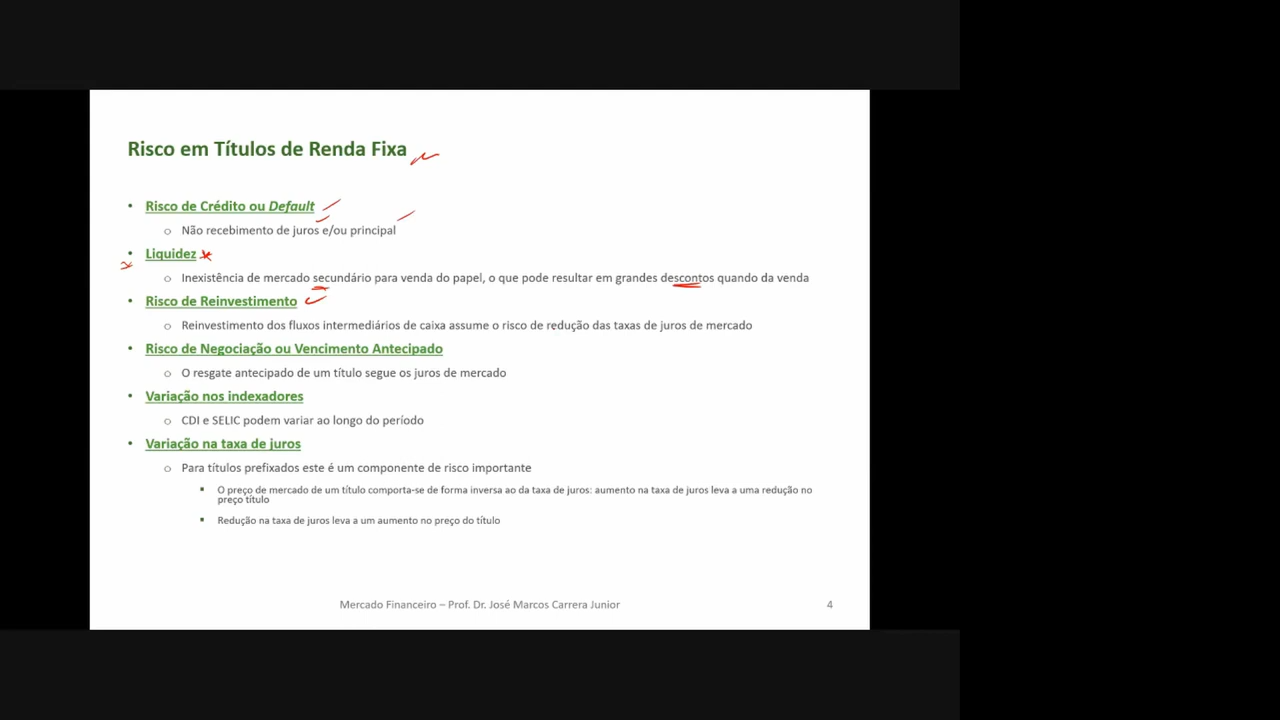 Risco em Títulos de Renda Fixa
• Risco de Crédito ou Default
o Não recebimento de juros e/ou principal
• Liquidez
o Inexistência de mercado secundário para venda do papel, o que pode resultar em grandes descontos quando da venda
• Risco de Reinvestimento
o Reinvestimento dos fluxos intermediários de caixa assume o risco de redução das taxas de juros de mercado
• Risco de Negociação ou Vencimento Antecipado
o O resgate antecipado de um título segue os juros de mercado
• Variação nos indexadores
o CDI e SELIC podem variar ao longo do período
• Variação na taxa de juros
o Para títulos prefixados este é um componente de risco importante
▪ O preço de mercado de um título comporta-se de forma inversa ao da taxa de juros: aumento na taxa de juros leva a uma redução no
preço título
▪ Redução na taxa de juros leva a um aumento no preço do título
Mercado Financeiro – Prof. Dr. José Marcos Carrera Junior
4